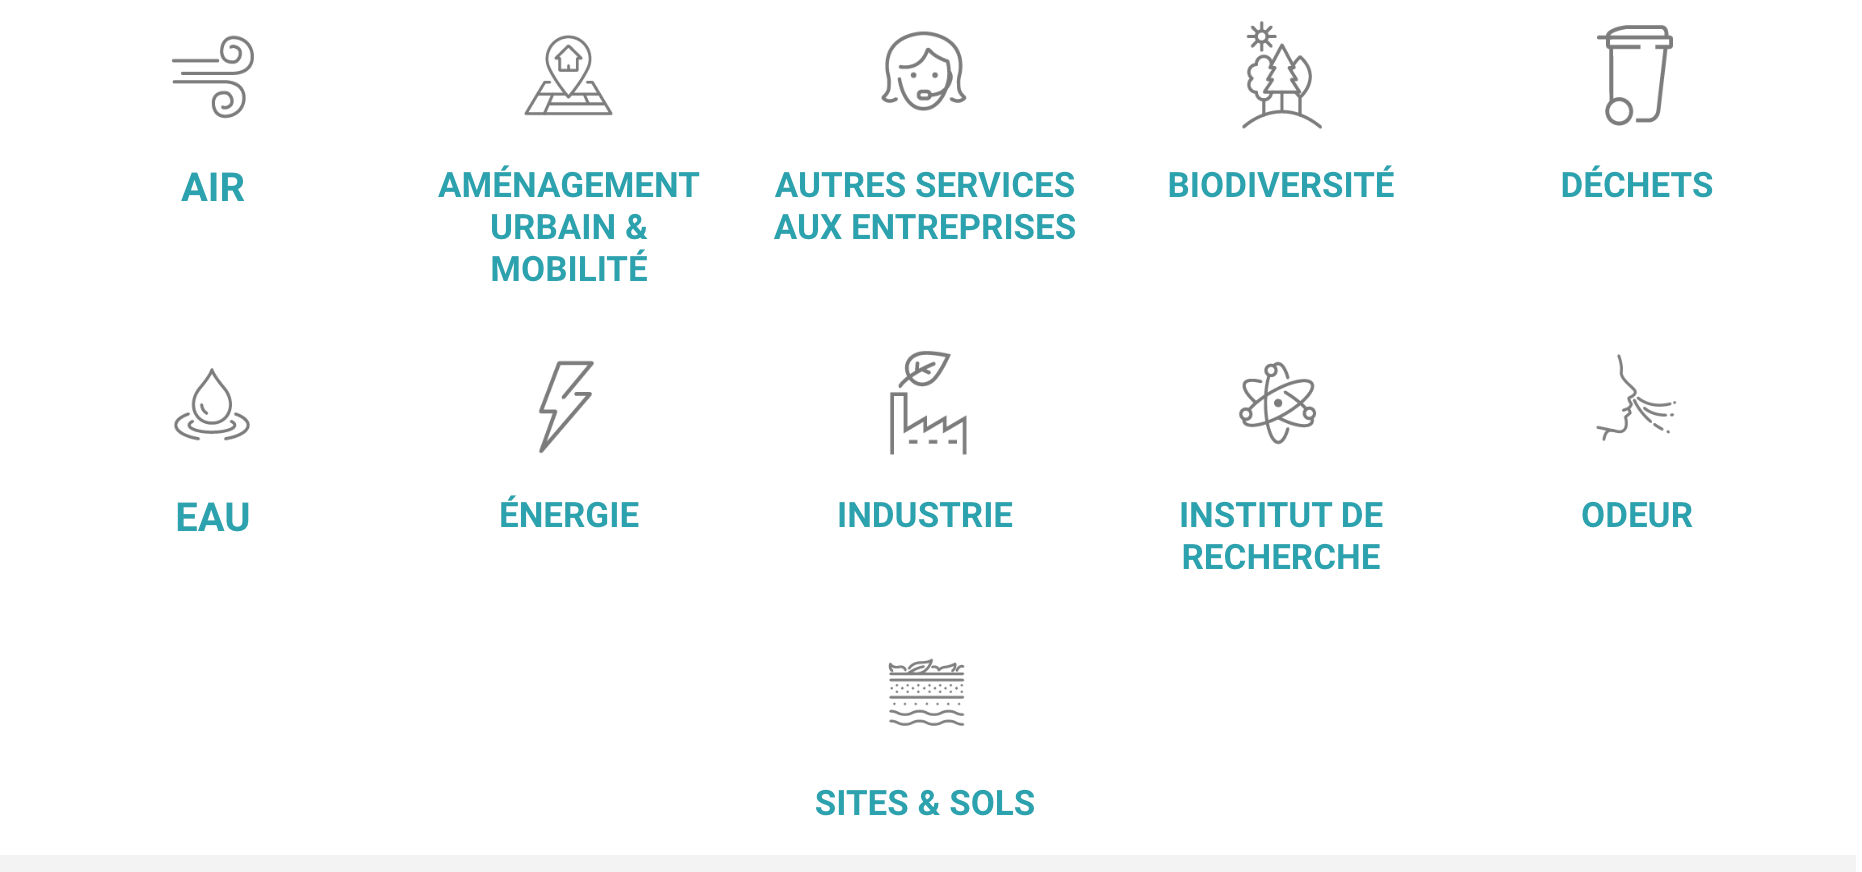 AIR
AMÉNAGEMENT
URBAIN &
MOBILITÉ
AUTRES SERVICES
AUX ENTREPRISES
BIODIVERSITÉ
DÉCHETS
EAU
ÉNERGIE
INDUSTRIE
INSTITUT DE
RECHERCHE
ODEUR
SITES & SOLS